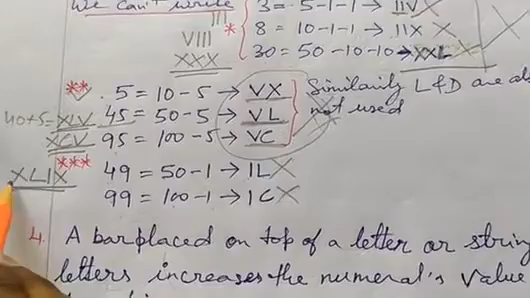 We can't write 3 = 5-1-1 → IIV X
III
VIII * 8 = 10-1-1 → IIX X
XXX 30 = 50-10-10 → XXL X
** 5 = 10-5 → VX Similarly L & D are al
40+5= XLV 45 = 50-5 → VL not used
XCV 95 = 100-5 → VC
XLIX *** 49 = 50-1 → IL X
99 = 100-1 → IC X
4. A bar placed on top of a letter or string
letters increases the numeral's value